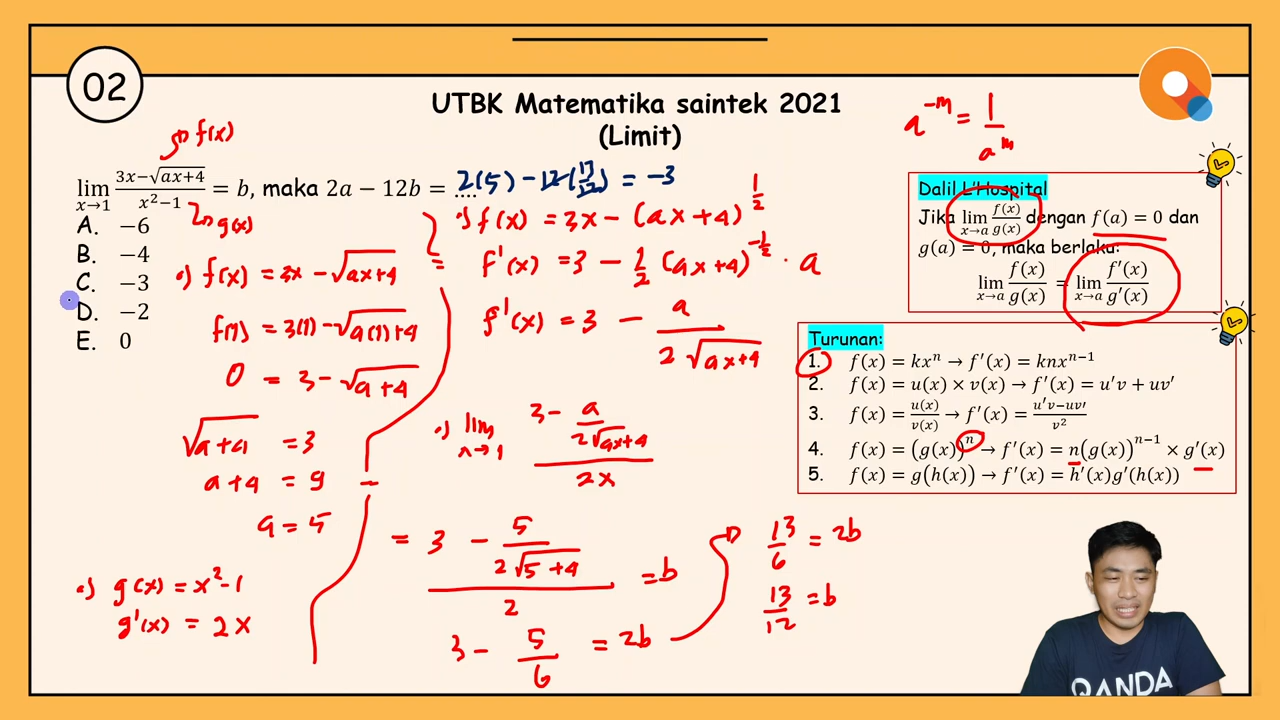 02
UTBK Matematika saintek 2021
(Limit)
f(x)
lim x→1 (3x−√(ax+4))/(x²−1) = b, maka 2a − 12b = .... 2(5) − 12(13/12) = −3
g(x)
A. −6
B. −4
C. −3
D. −2
E. 0
•) f(x) = 3x − √(ax+4) =
f(1) = 3(1) − √(a(1)+4)
0 = 3 − √(a+4)
√(a+4) = 3
a+4 = 9
a = 5
•) g(x) = x²−1
g'(x) = 2x
•) f(x) = 3x − (ax+4)^(1/2)
f'(x) = 3 − 1/2 (ax+4)^(−1/2) · a
f'(x) = 3 − a/(2√(ax+4))
•) lim x→1 (3 − a/(2√(ax+4)))/(2x)
= (3 − 5/(2√(5+4)))/2 = b
3 − 5/6 = 2b
13/6 = 2b
13/12 = b
a^(−m) = 1/a^m
Dalil L'Hospital
Jika lim x→a f(x)/g(x) dengan f(a) = 0 dan
g(a) = 0, maka berlaku:
lim x→a f(x)/g(x) = lim x→a f'(x)/g'(x)
Turunan:
1. f(x) = kxⁿ → f'(x) = knxⁿ⁻¹
2. f(x) = u(x) × v(x) → f'(x) = u'v + uv'
3. f(x) = u(x)/v(x) → f'(x) = (u'v−uv')/v²
4. f(x) = (g(x))ⁿ → f'(x) = n(g(x))ⁿ⁻¹ × g'(x)
5. f(x) = g(h(x)) → f'(x) = h'(x)g'(h(x))
QANDA